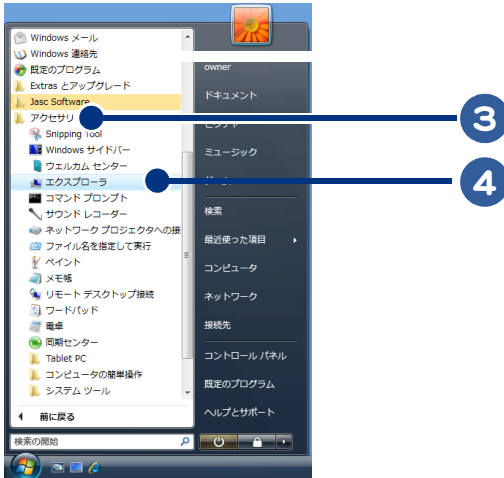 Windows メール
Windows 連絡先
既定のプログラム
Extras とアップグレード
Jasc Software
アクセサリ
Snipping Tool
Windows サイドバー
ウェルカム センター
エクスプローラ
コマンド プロンプト
サウンド レコーダー
ネットワーク プロジェクタへの接
ファイル名を指定して実行
ペイント
メモ帳
リモート デスクトップ接続
ワードパッド
電卓
同期センター
Tablet PC
コンピュータの簡単操作
システム ツール
前に戻る
検索の開始
owner
ドキュメント
ピクチャ
ミュージック
検索
最近使った項目
コンピュータ
ネットワーク
接続先
コントロール パネル
既定のプログラム
ヘルプとサポート
3
4